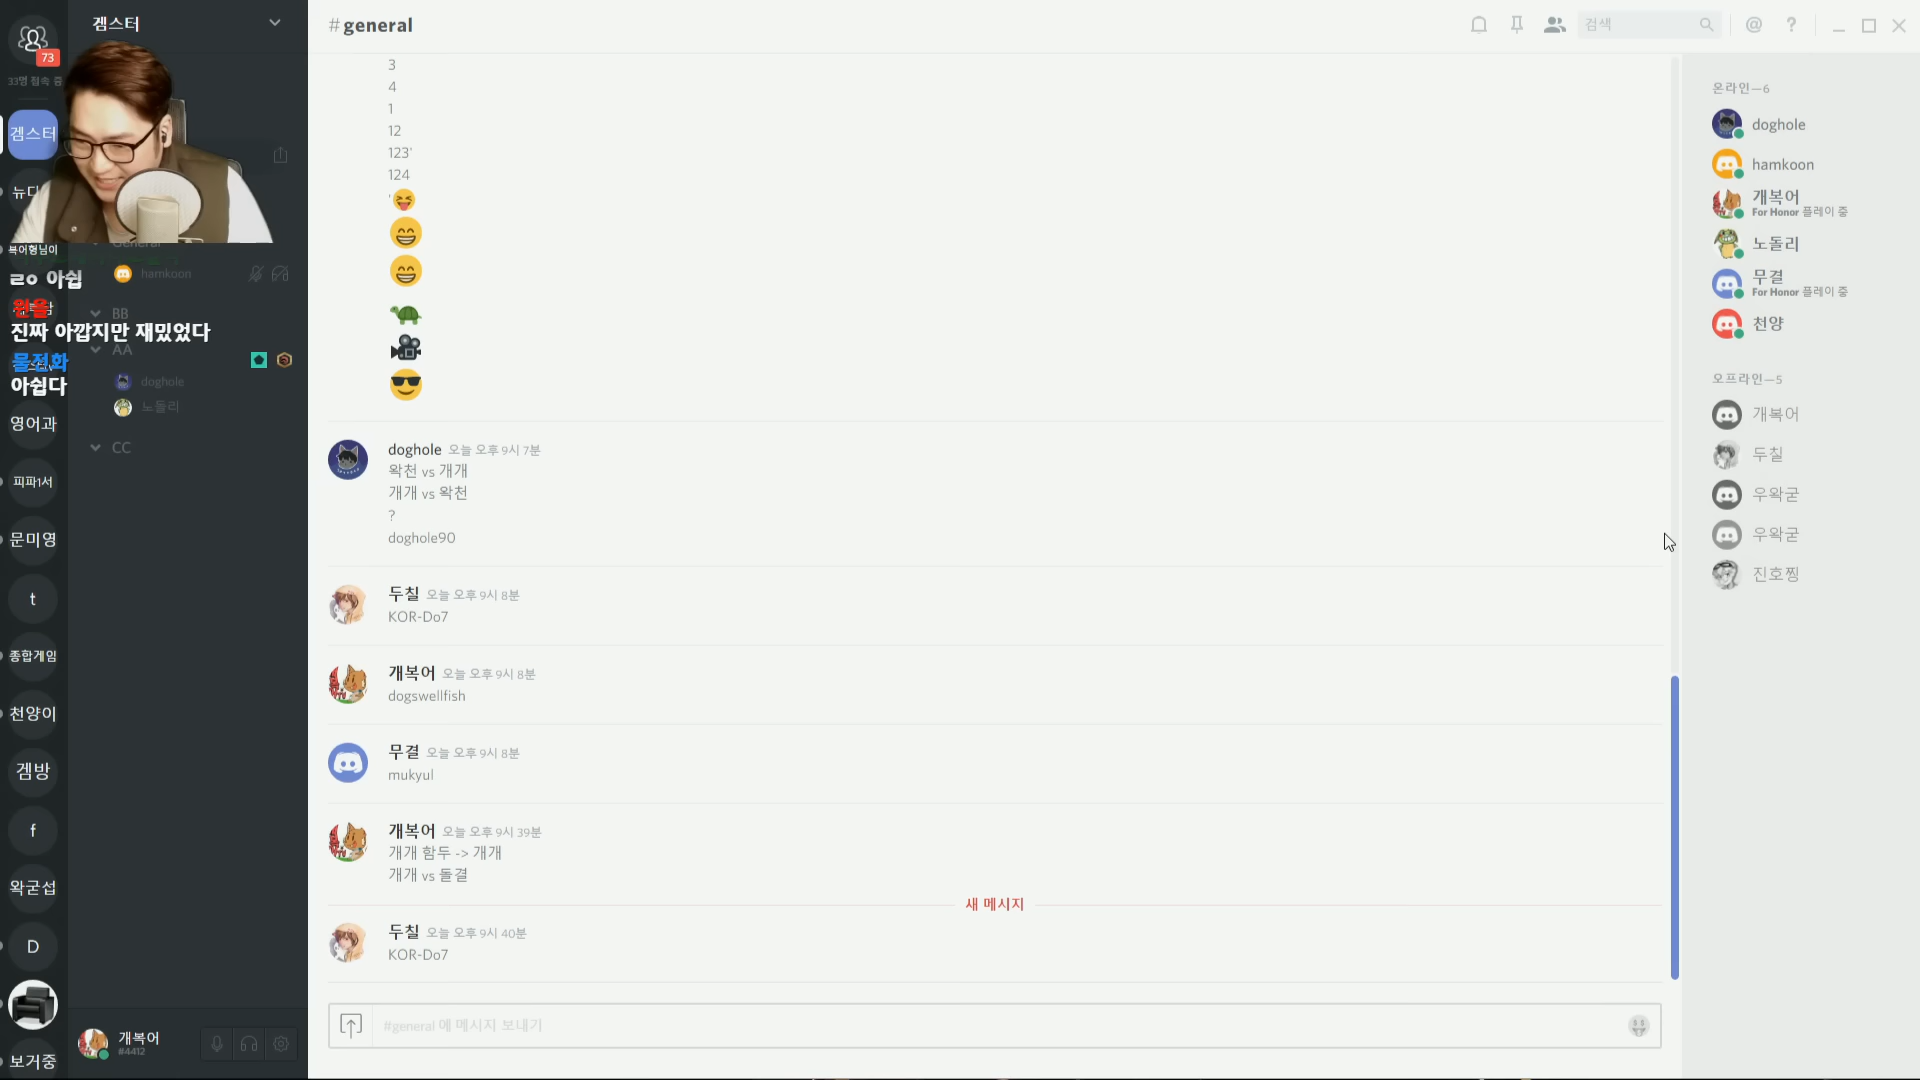 겜스터
#general
검색
73
33명 접속 중
겜스터
뉴디
복어형님이
영어과
피파1서
문미영
t
종합게임
천양이
겜방
f
왁굳섭
D
보거중
General
hamkoon
BB
AA
doghole
노돌리
CC
ㄹㅇ 아쉽
진짜 아깝지만 재밌었다
물전화
아쉽다
개복어
#4412
3
4
1
12
123'
124
'
doghole 오늘 오후 9시 7분
왁천 vs 개개
개개 vs 왁천
?
doghole90
두칠 오늘 오후 9시 8분
KOR-Do7
개복어 오늘 오후 9시 8분
dogswellfish
무결 오늘 오후 9시 8분
mukyul
개복어 오늘 오후 9시 39분
개개 함두 -> 개개
개개 vs 돌결
새 메시지
두칠 오늘 오후 9시 40분
KOR-Do7
#general 에 메시지 보내기
온라인—6
doghole
hamkoon
개복어
For Honor 플레이 중
노돌리
무결
For Honor 플레이 중
천양
오프라인—5
개복어
두칠
우왁굳
우왁굳
진호찡